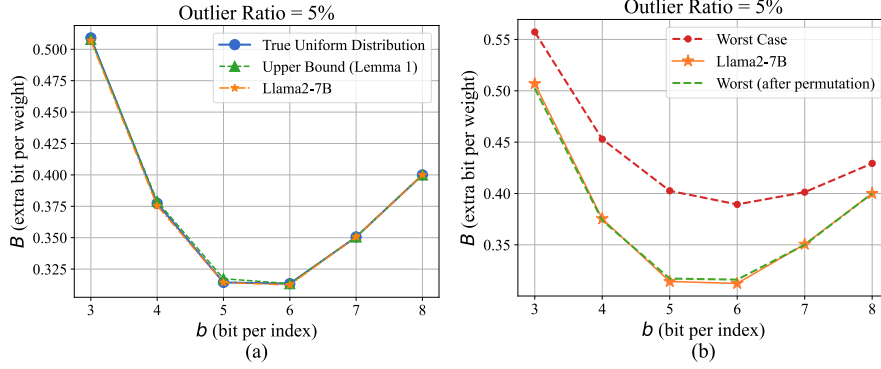 Outlier Ratio = 5%
True Uniform Distribution
Upper Bound (Lemma 1)
Llama2-7B
B (extra bit per weight)
0.500
0.475
0.450
0.425
0.400
0.375
0.350
0.325
3 4 5 6 7 8
b (bit per index)
(a)
Outlier Ratio = 5%
Worst Case
Llama2-7B
Worst (after permutation)
B (extra bit per weight)
0.55
0.50
0.45
0.40
0.35
3 4 5 6 7 8
b (bit per index)
(b)